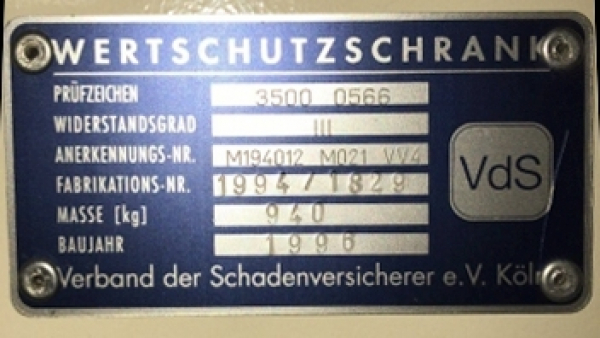 WERTSCHUTZSCHRANK
PRÜFZEICHEN 3500 0566
WIDERSTANDSGRAD III
ANERKENNUNGS-NR. M194012 M021 VV4
FABRIKATIONS-NR. 1994/1829
MASSE [kg] 940
BAUJAHR 1996
VdS
Verband der Schadenversicherer e.V. Köln